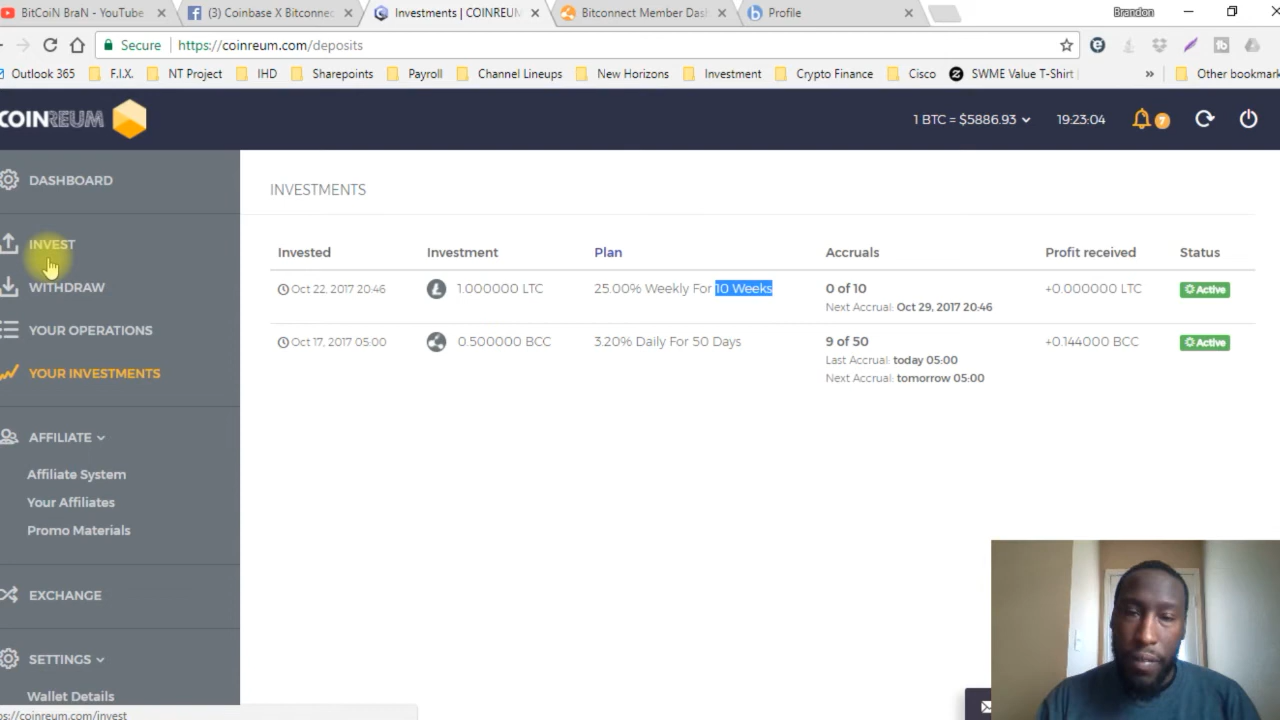 BitCoiN BraN - YouTube
(3) Coinbase X Bitconnec
Investments | COINREUM
Bitconnect Member Das
Profile
Brandon
Secure
https://coinreum.com/deposits
Outlook 365
F.I.X.
NT Project
IHD
Sharepoints
Payroll
Channel Lineups
New Horizons
Investment
Crypto Finance
Cisco
SWME Value T-Shirt
»
Other bookmark
COINREUM
1 BTC = $5886.93
19:23:04
7
DASHBOARD
INVEST
WITHDRAW
YOUR OPERATIONS
YOUR INVESTMENTS
AFFILIATE
Affiliate System
Your Affiliates
Promo Materials
EXCHANGE
SETTINGS
Wallet Details
INVESTMENTS
Invested Investment Plan Accruals Profit received Status
Oct 22, 2017 20:46 1.000000 LTC 25.00% Weekly For 10 Weeks 0 of 10 +0.000000 LTC Active
Next Accrual: Oct 29, 2017 20:46
Oct 17, 2017 05:00 0.500000 BCC 3.20% Daily For 50 Days 9 of 50 +0.144000 BCC Active
Last Accrual: today 05:00
Next Accrual: tomorrow 05:00
ps://coinreum.com/invest